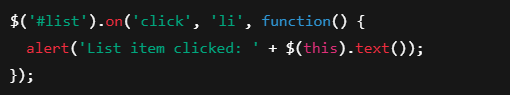 $('#list').on('click', 'li', function() {
  alert('List item clicked: ' + $(this).text());
});